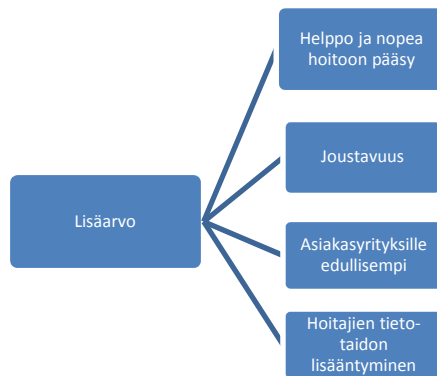 Helppo ja nopea
hoitoon pääsy
Joustavuus
Lisäarvo
Asiakasyrityksille
edullisempi
Hoitajien tieto-
taidon
lisääntyminen